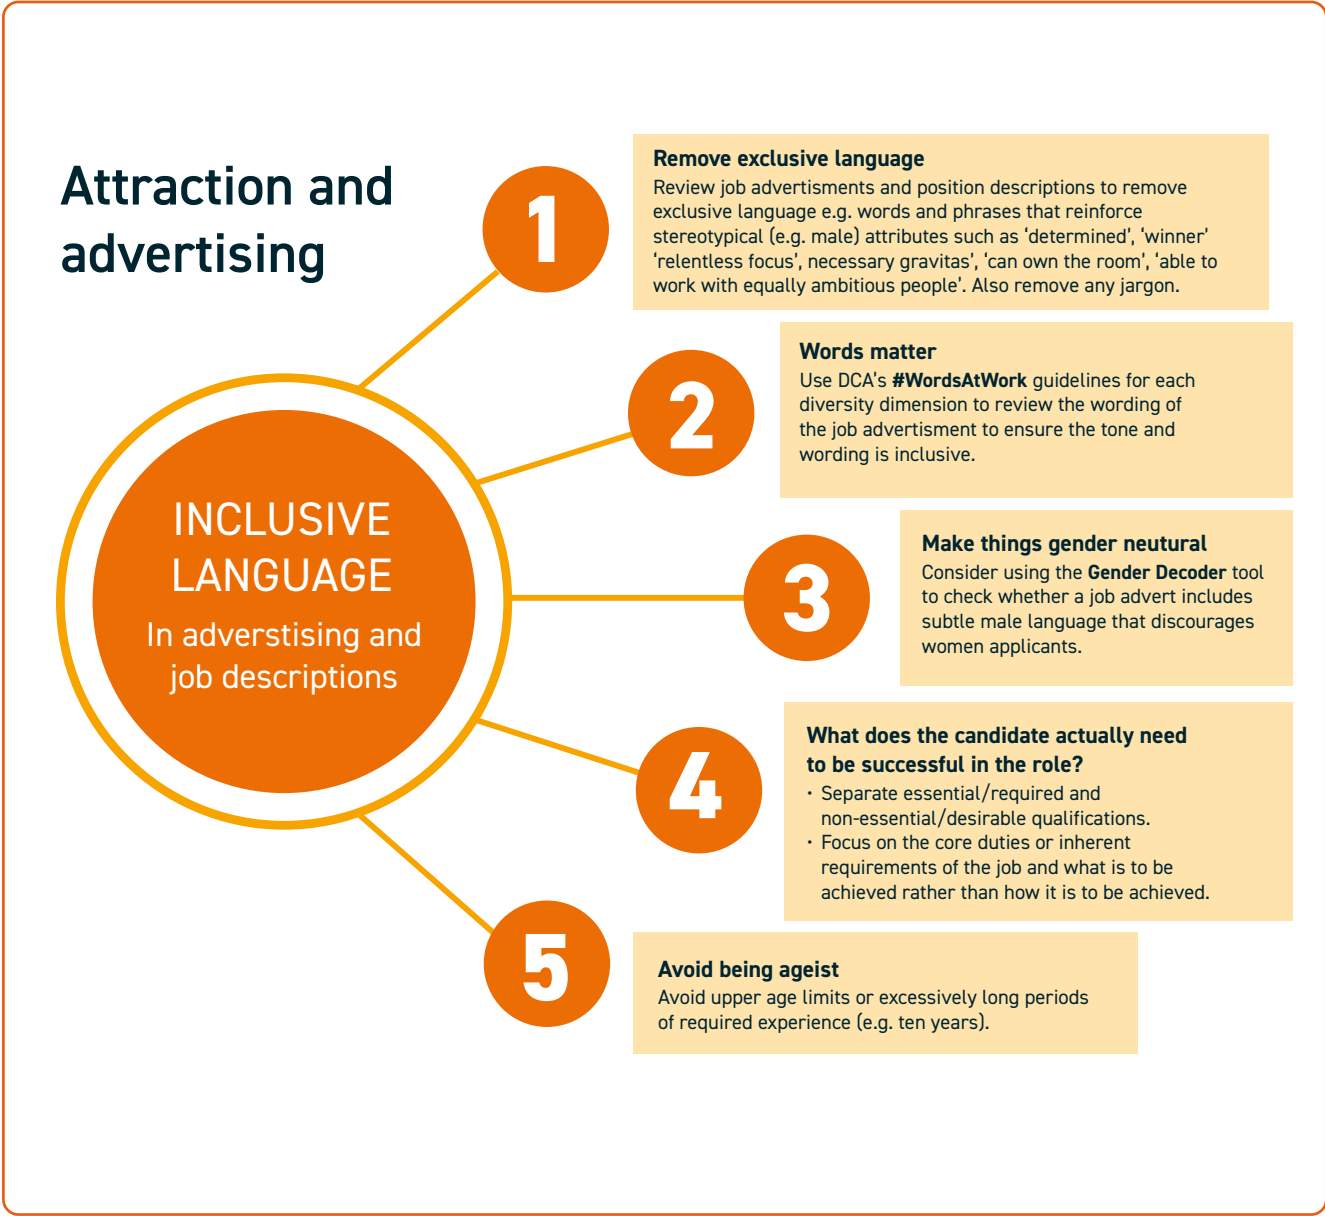 Attraction and
advertising
INCLUSIVE
LANGUAGE
In adverstising and
job descriptions
1
Remove exclusive language
Review job advertisments and position descriptions to remove
exclusive language e.g. words and phrases that reinforce
stereotypical (e.g. male) attributes such as ‘determined’, ‘winner’
‘relentless focus’, necessary gravitas’, ‘can own the room’, ‘able to
work with equally ambitious people’. Also remove any jargon.
2
Words matter
Use DCA’s #WordsAtWork guidelines for each
diversity dimension to review the wording of
the job advertisment to ensure the tone and
wording is inclusive.
3
Make things gender neutural
Consider using the Gender Decoder tool
to check whether a job advert includes
subtle male language that discourages
women applicants.
4
What does the candidate actually need
to be successful in the role?
• Separate essential/required and
non-essential/desirable qualifications.
• Focus on the core duties or inherent
requirements of the job and what is to be
achieved rather than how it is to be achieved.
5
Avoid being ageist
Avoid upper age limits or excessively long periods
of required experience (e.g. ten years).